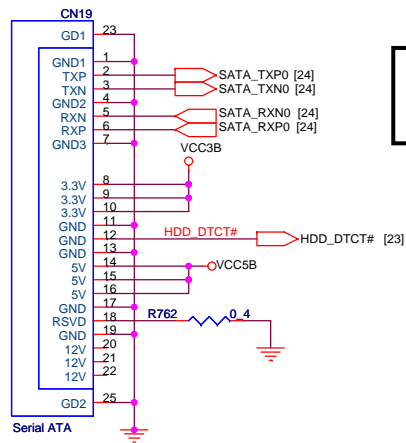 CN19
GD1 23
GND1 1
TXP 2 SATA_TXP0 [24]
TXN 3 SATA_TXN0 [24]
GND2 4
RXN 5 SATA_RXN0 [24]
RXP 6 SATA_RXP0 [24]
GND3 7
VCC3B
3.3V 8
3.3V 9
3.3V 10
GND 11
GND 12 HDD_DTCT# HDD_DTCT# [23]
GND 13
5V 14 VCC5B
5V 15
5V 16
GND 17
RSVD 18 R762 0_4
GND 19
12V 20
12V 21
12V 22
GD2 25
Serial ATA